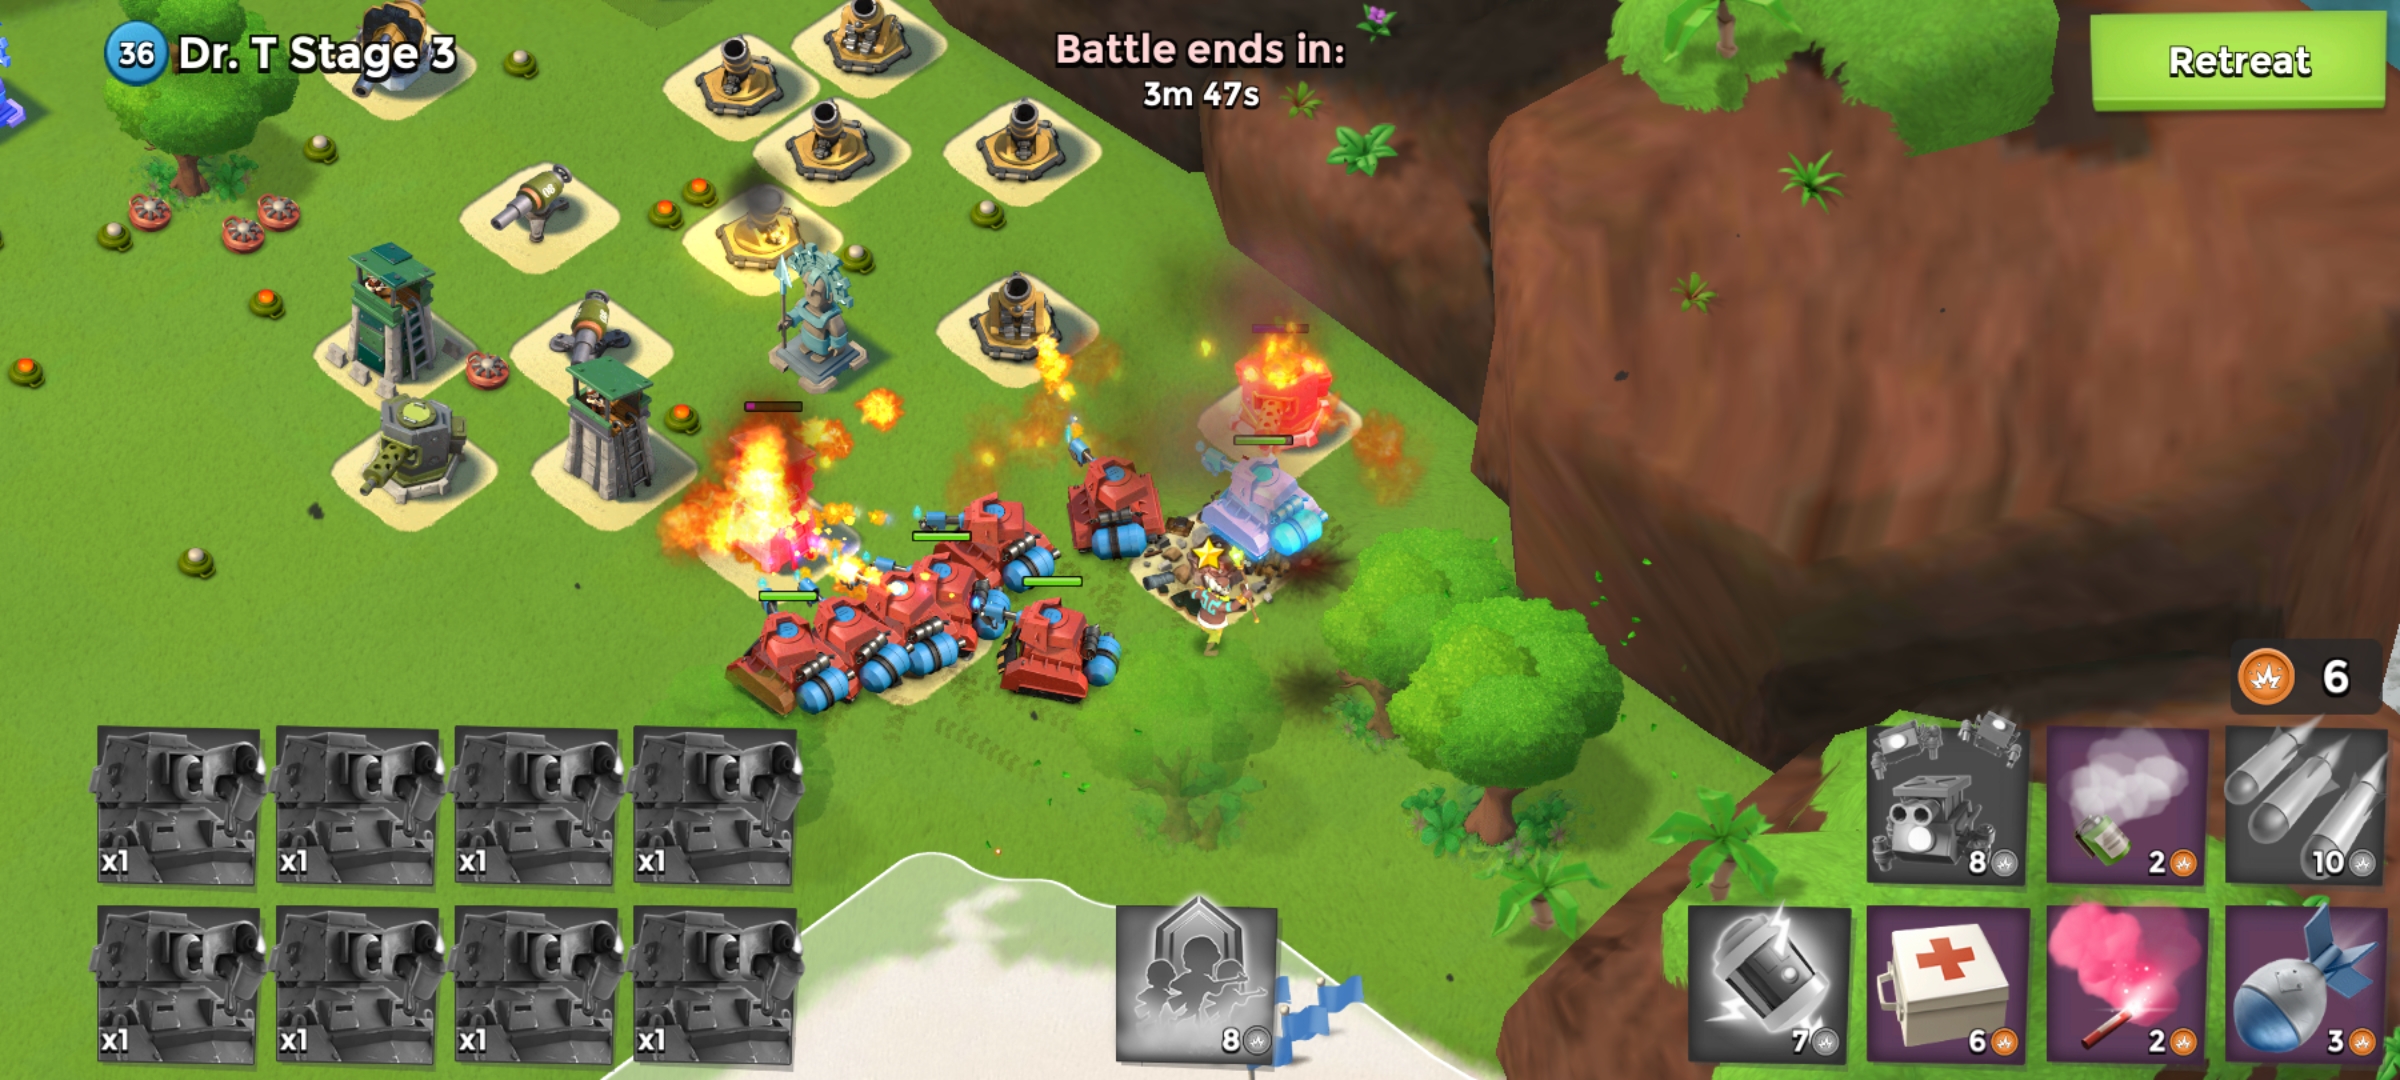 36 Dr. T Stage 3
Battle ends in:
3m 47s
Retreat
6
x1 x1 x1 x1
8 2 10
x1 x1 x1 x1
8
7 6 2 3